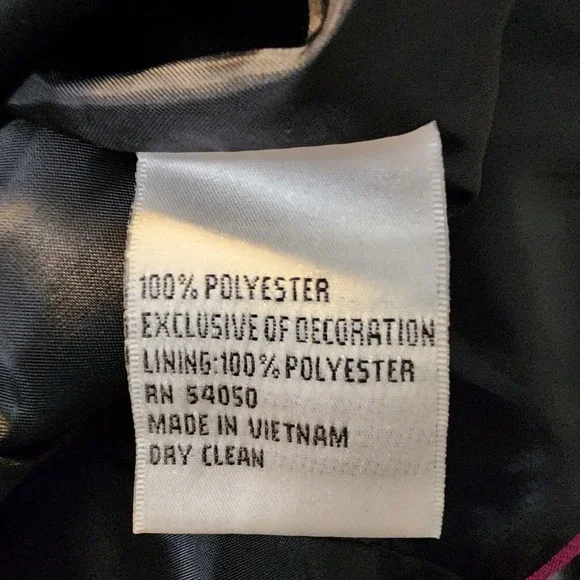 100% POLYESTER
EXCLUSIVE OF DECORATION
LINING:100% POLYESTER
RN 54050
MADE IN VIETNAM
DRY CLEAN